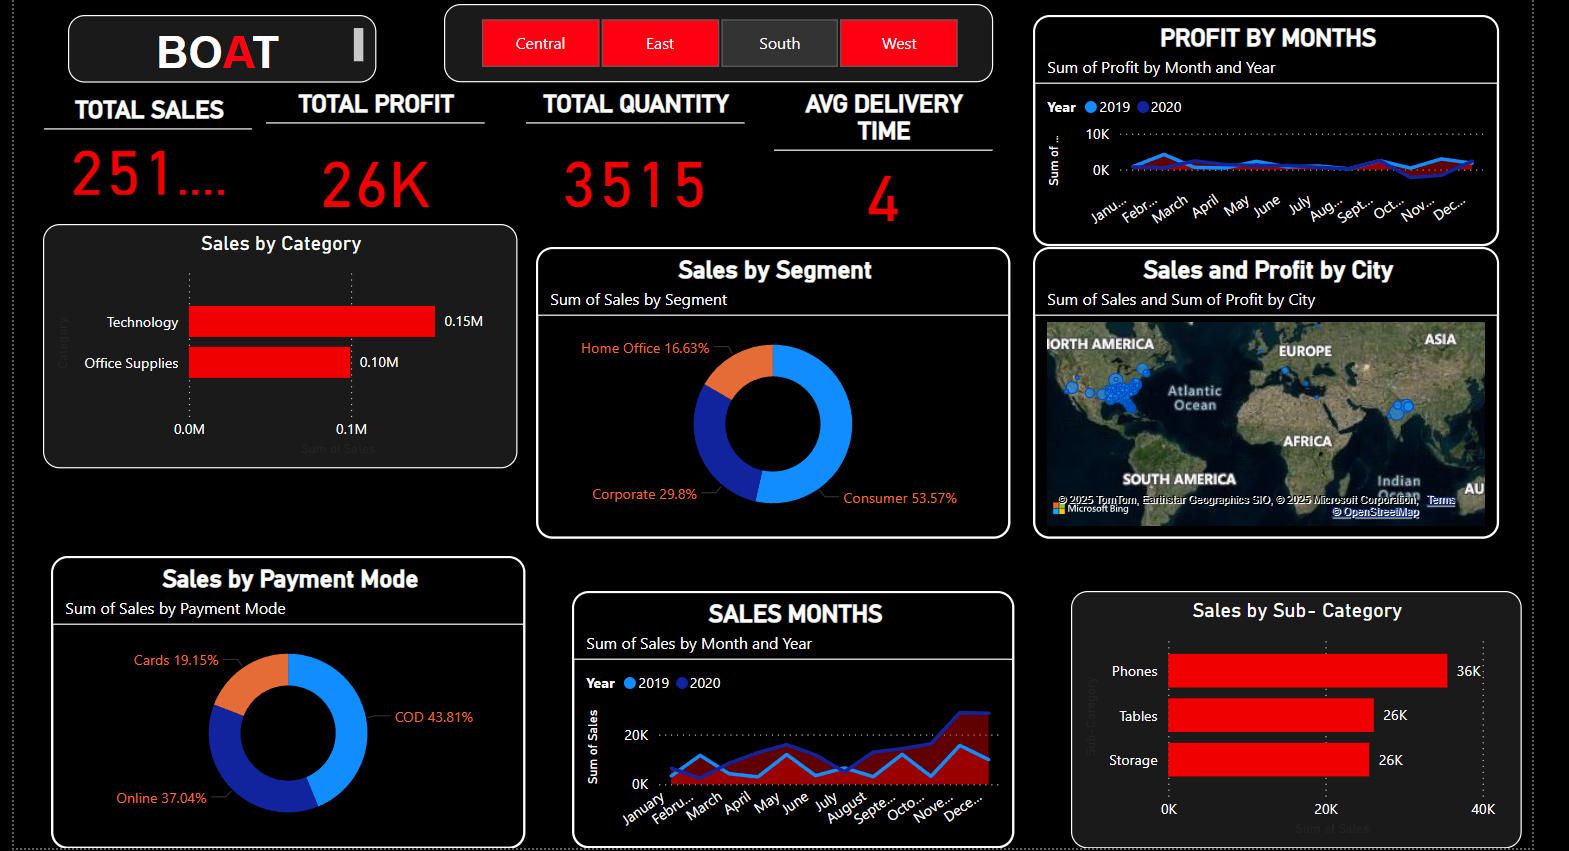 BOAT
Central East South West
TOTAL SALES
251....
TOTAL PROFIT
26K
TOTAL QUANTITY
3515
AVG DELIVERY
TIME
4
PROFIT BY MONTHS
Sum of Profit by Month and Year
Year 2019 2020
Sum of ...
10K
0K
Janu... Febr... March April May June July Aug... Sept... Oct... Nov... Dec...
Sales by Category
Category
Technology 0.15M
Office Supplies 0.10M
0.0M 0.1M
Sum of Sales
Sales by Segment
Sum of Sales by Segment
Home Office 16.63%
Corporate 29.8%
Consumer 53.57%
Sales and Profit by City
Sum of Sales and Sum of Profit by City
NORTH AMERICA
EUROPE
ASIA
Atlantic
Ocean
AFRICA
SOUTH AMERICA
Indian
Ocean
AU
© 2025 TomTom, Earthstar Geographics SIO, © 2025 Microsoft Corporation, Terms
Microsoft Bing
© OpenStreetMap
Sales by Payment Mode
Sum of Sales by Payment Mode
Cards 19.15%
COD 43.81%
Online 37.04%
SALES MONTHS
Sum of Sales by Month and Year
Year 2019 2020
Sum of Sales
20K
0K
January Febru... March April May June July August Septe... Octo... Nove... Dece...
Sales by Sub- Category
Sub-Category
Phones 36K
Tables 26K
Storage 26K
0K 20K 40K
Sum of Sales